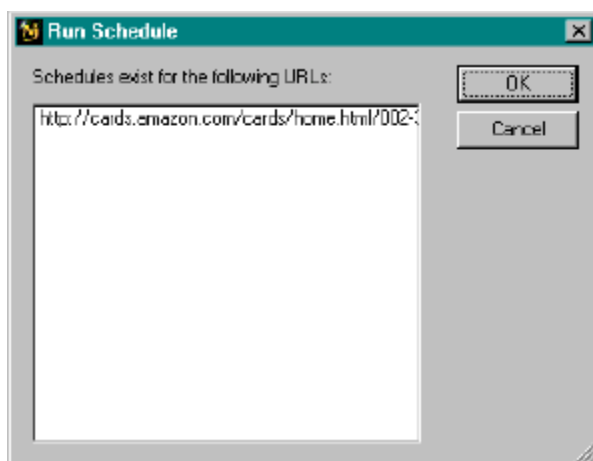 Run Schedule
Schedules exist for the following URLs:
OK
http://cards.amazon.com/cards/home.html/002-
Cancel